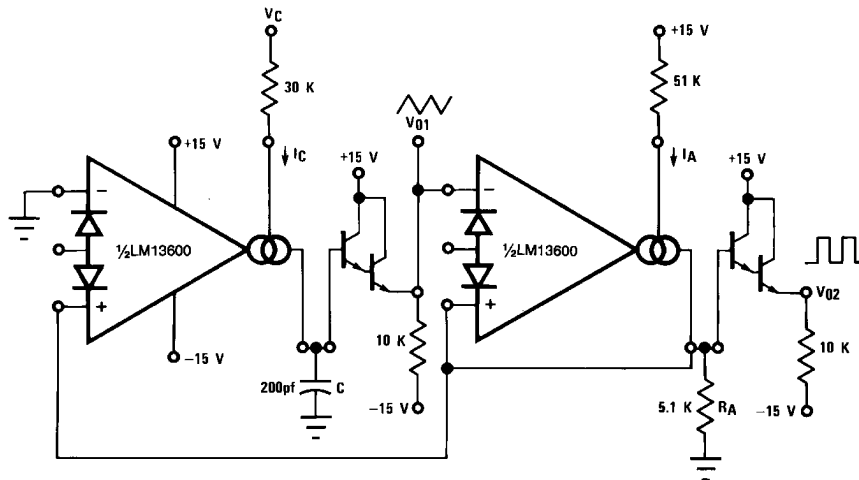 VC
30 K
+15 V
IC
−
½LM13600
+
−15 V
200pf
C
+15 V
VO1
10 K
−15 V
+15 V
51 K
IA
−
½LM13600
+
+15 V
VO2
10 K
−15 V
5.1 K
RA